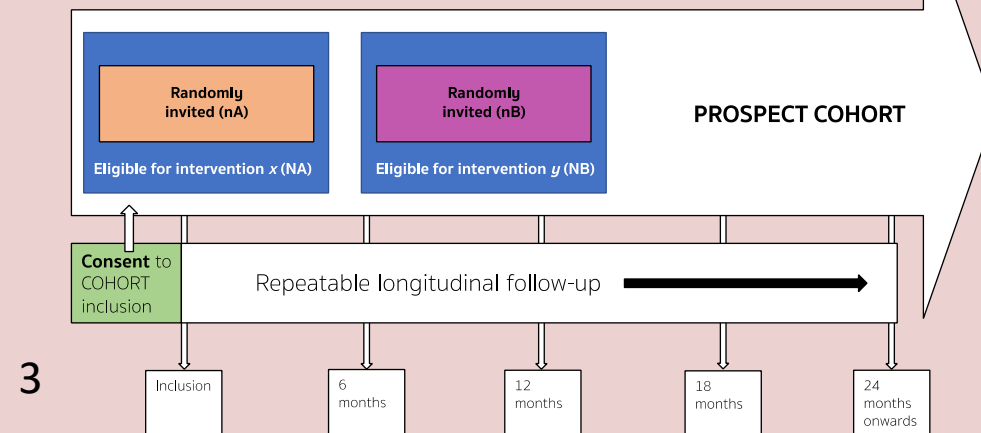 Randomly
invited (nA)
Eligible for intervention x (NA)
Randomly
invited (nB)
Eligible for intervention y (NB)
PROSPECT COHORT
Consent to
COHORT
inclusion
Repeatable longitudinal follow-up
3
Inclusion
6
months
12
months
18
months
24
months
onwards